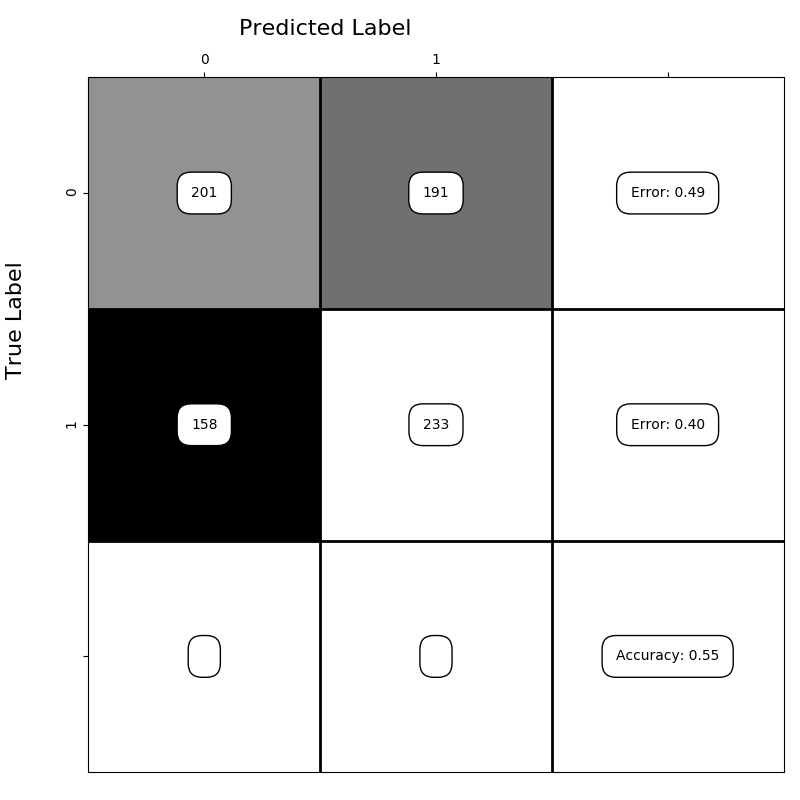 Predicted Label
0 1
True Label
0 201 191 Error: 0.49
1 158 233 Error: 0.40
Accuracy: 0.55